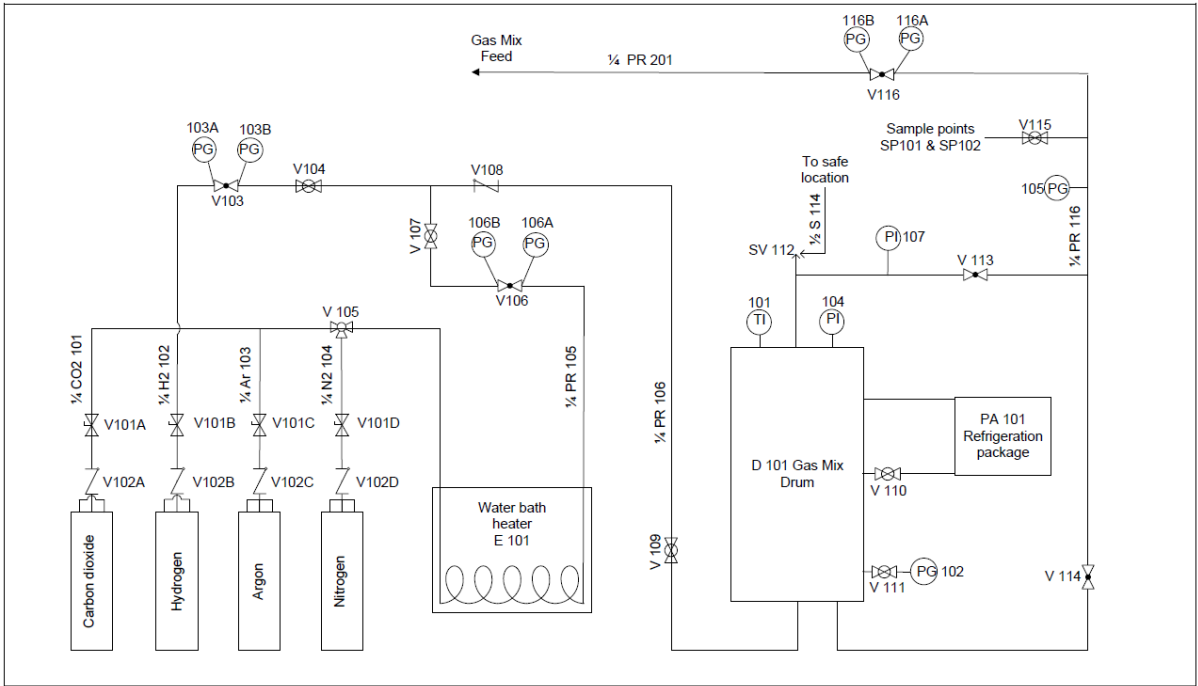 116B
116A
PG
PG
Gas Mix
Feed
¼ PR 201
V116
V115
Sample points
SP101 & SP102
103A
103B
PG
PG
V103
V104
V108
To safe
location
½ S 114
105
PG
¼ PR 116
V 107
106B
106A
PG
PG
V106
SV 112
PI
107
V 113
V 105
101
TI
104
PI
¼ CO2 101
¼ H2 102
¼ Ar 103
¼ N2 104
¼ PR 105
¼ PR 106
V101A
V101B
V101C
V101D
PA 101
Refrigeration
package
D 101 Gas Mix
Drum
V 110
V102A
V102B
V102C
V102D
Water bath
heater
E 101
Carbon dioxide
Hydrogen
Argon
Nitrogen
V 109
PG
102
V 111
V 114